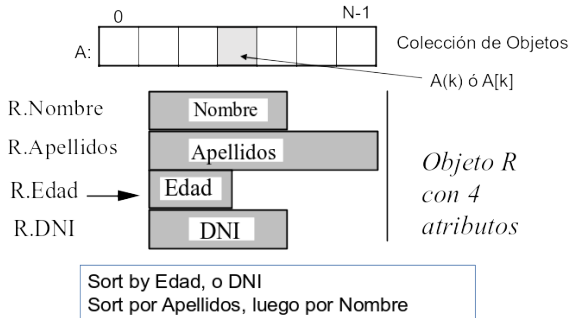 0 N-1
A:
Colección de Objetos
A(k) ó A[k]
R.Nombre Nombre
R.Apellidos Apellidos
R.Edad Edad
R.DNI DNI
Objeto R
con 4
atributos
Sort by Edad, o DNI
Sort por Apellidos, luego por Nombre